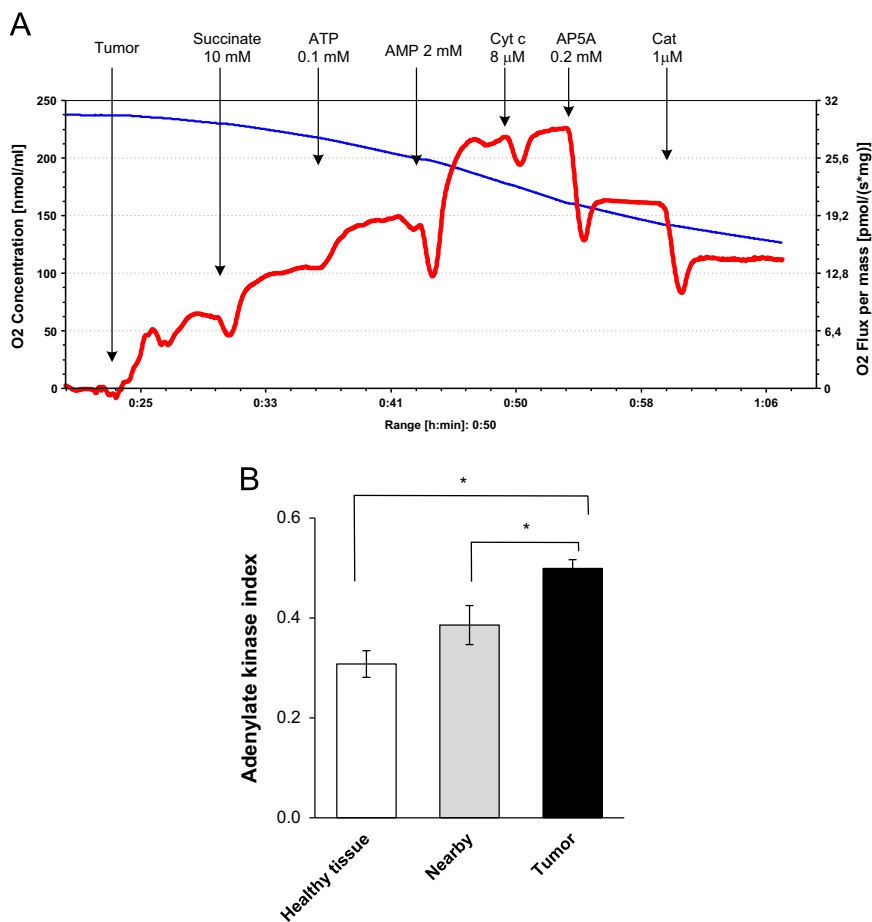 A
Tumor
Succinate
10 mM
ATP
0.1 mM
AMP 2 mM
Cyt c
8 µM
AP5A
0.2 mM
Cat
1µM
O2 Concentration [nmol/ml]
250
200
150
100
50
0
32
25,6
19,2
12,8
6,4
0
O2 Flux per mass [pmol/(s*mg)]
0:25
0:33
0:41
0:50
0:58
1:06
Range [h:min]: 0:50
B
*
*
Adenylate kinase index
0.6
0.4
0.2
0.0
Healthy tissue
Nearby
Tumor